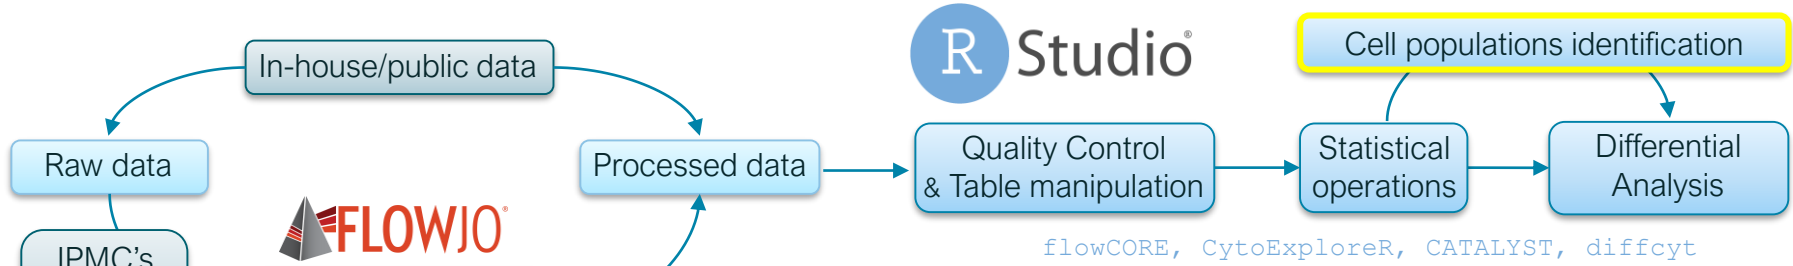 In-house/public data
Raw data
Processed data
FLOWJO®
IPMC's
R Studio®
Cell populations identification
Quality Control
& Table manipulation
Statistical
operations
Differential
Analysis
flowCORE, CytoExploreR, CATALYST, diffcyt